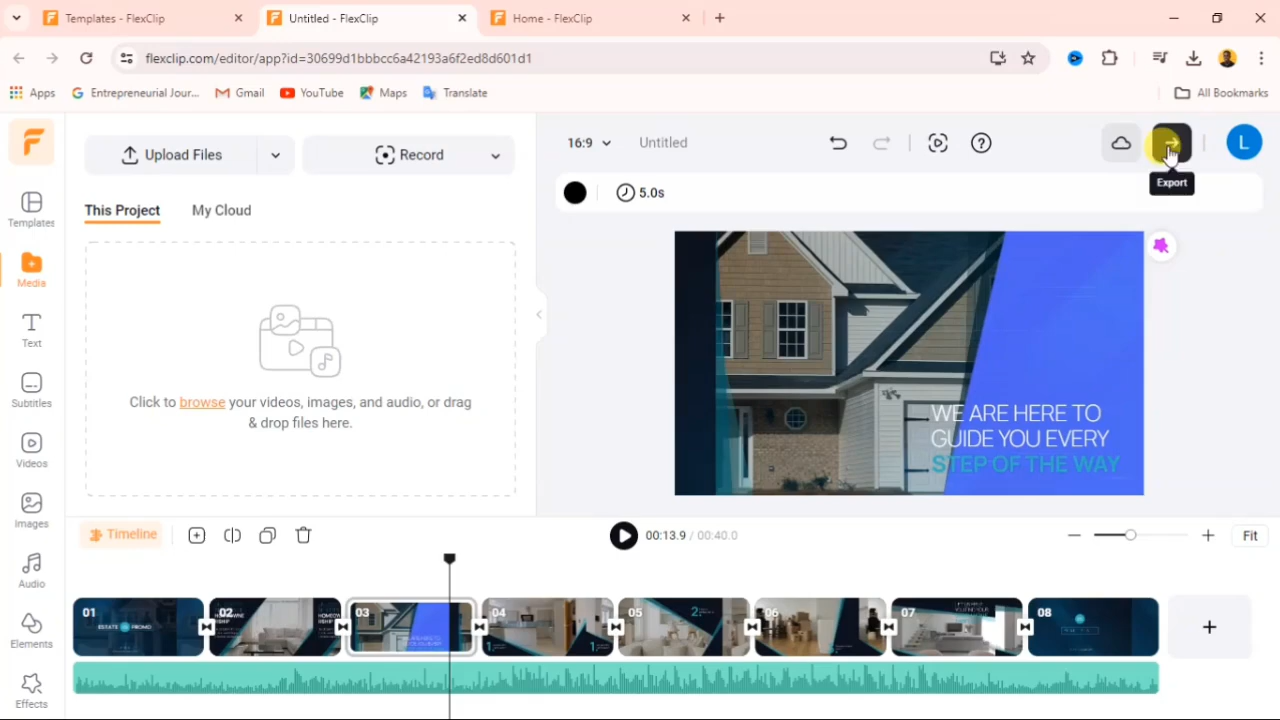 Templates - FlexClip
Untitled - FlexClip
Home - FlexClip
flexclip.com/editor/app?id=30699d1bbbcc6a42193a6f2ed8d601d1
Apps
Entrepreneurial Jour...
Gmail
YouTube
Maps
Translate
All Bookmarks
Upload Files
Record
16:9
Untitled
L
Export
Templates
This Project
My Cloud
5.0s
Media
Text
Subtitles
Videos
Images
Audio
Elements
Effects
Click to browse your videos, images, and audio, or drag
& drop files here.
WE ARE HERE TO
GUIDE YOU EVERY
STEP OF THE WAY
Timeline
00:13.9 / 00:40.0
Fit
01
ESTATE PROMO
02
03
04
05
06
07
08